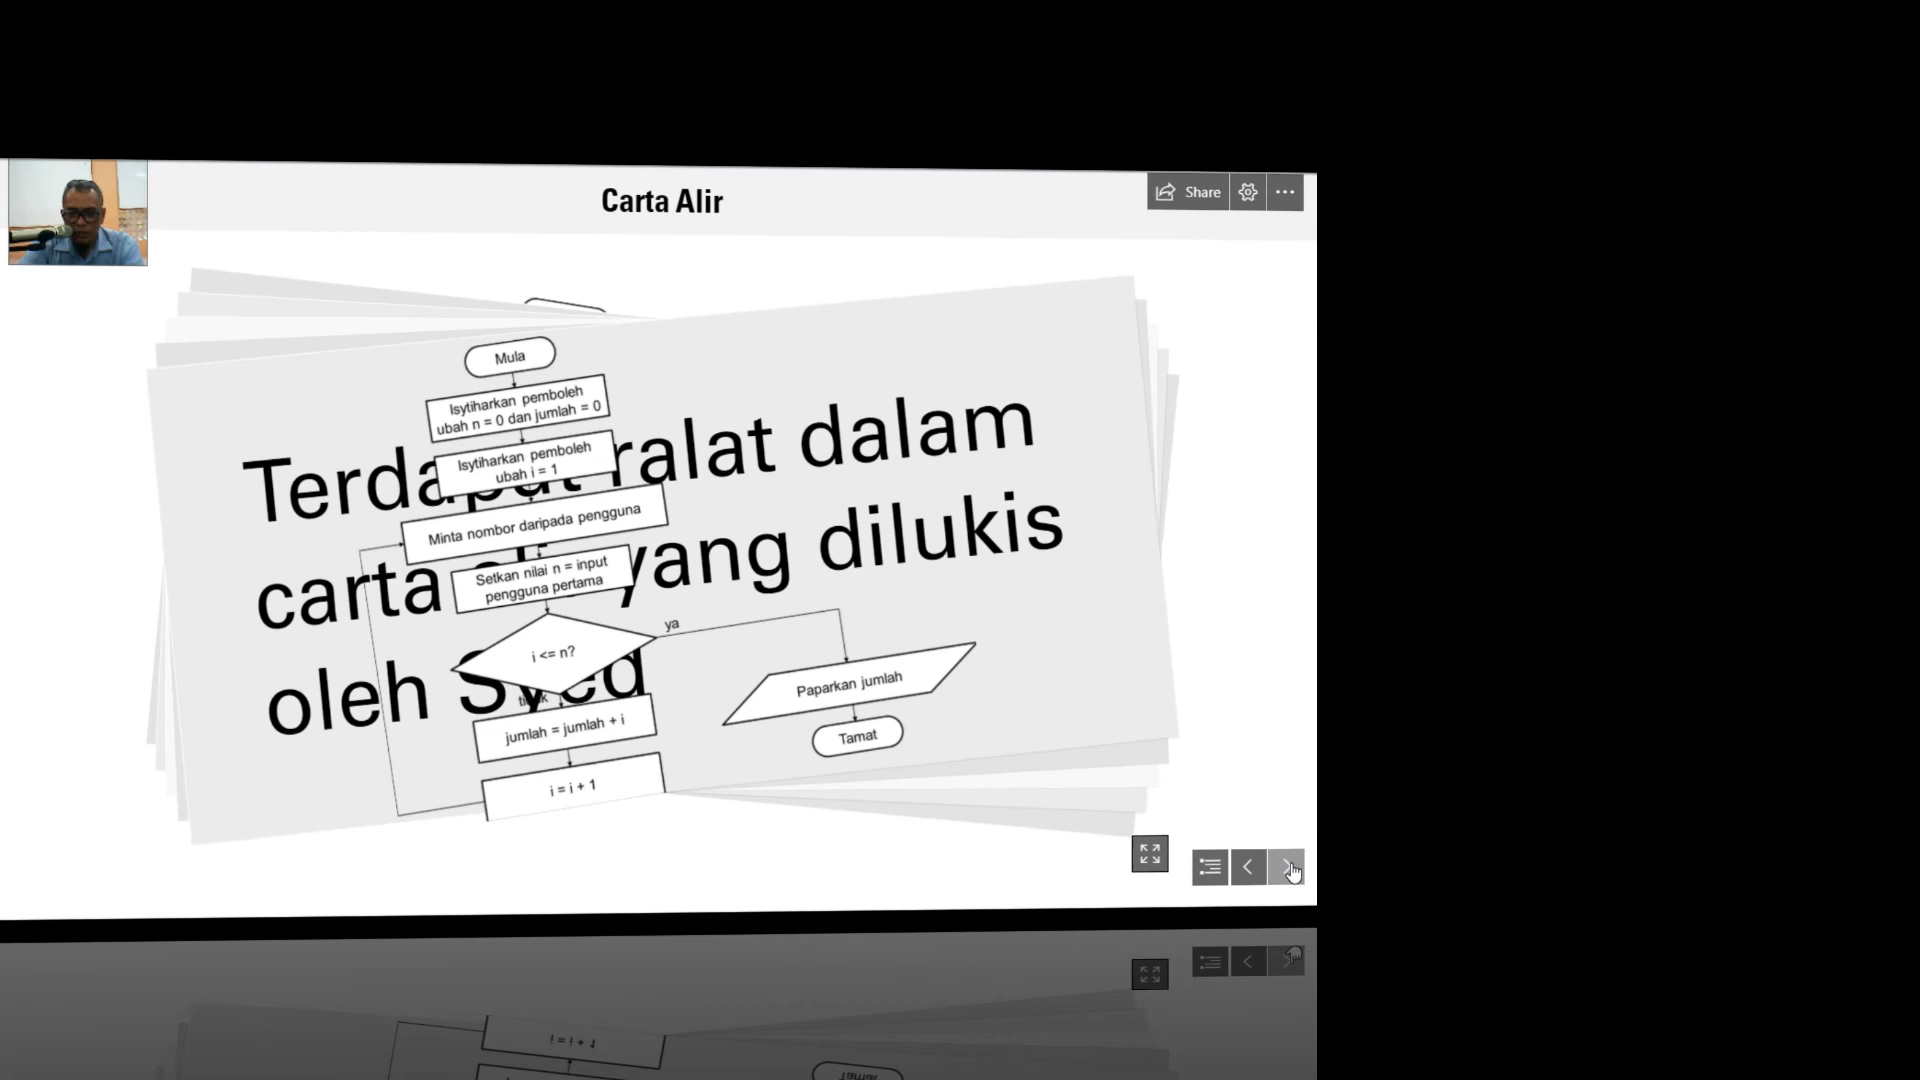 Carta Alir
Share
Mula
Isytiharkan pemboleh
ubah n = 0 dan jumlah = 0
Isytiharkan pemboleh
ubah i = 1
Minta nombor daripada pengguna
Setkan nilai n = input
pengguna pertama
i <= n?
ya
tidak
Paparkan jumlah
jumlah = jumlah + i
Tamat
i = i + 1
Terdapat ralat dalam
carta alir yang dilukis
oleh Syed